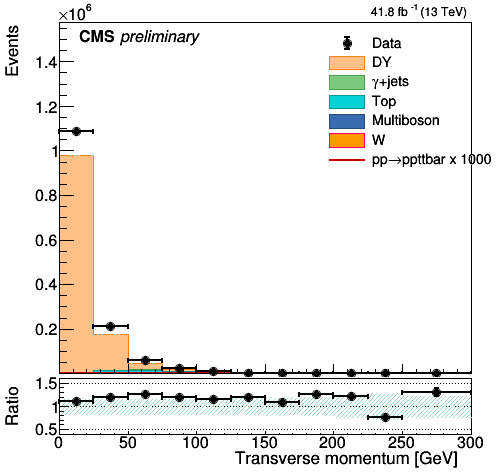 ×10⁶
41.8 fb⁻¹ (13 TeV)
CMS preliminary
Events
1.4
1.2
1
0.8
0.6
0.4
0.2
Data
DY
γ+jets
Top
Multiboson
W
pp→ppttbar x 1000
Ratio
1.5
1
0.5
0 50 100 150 200 250 300
Transverse momentum [GeV]